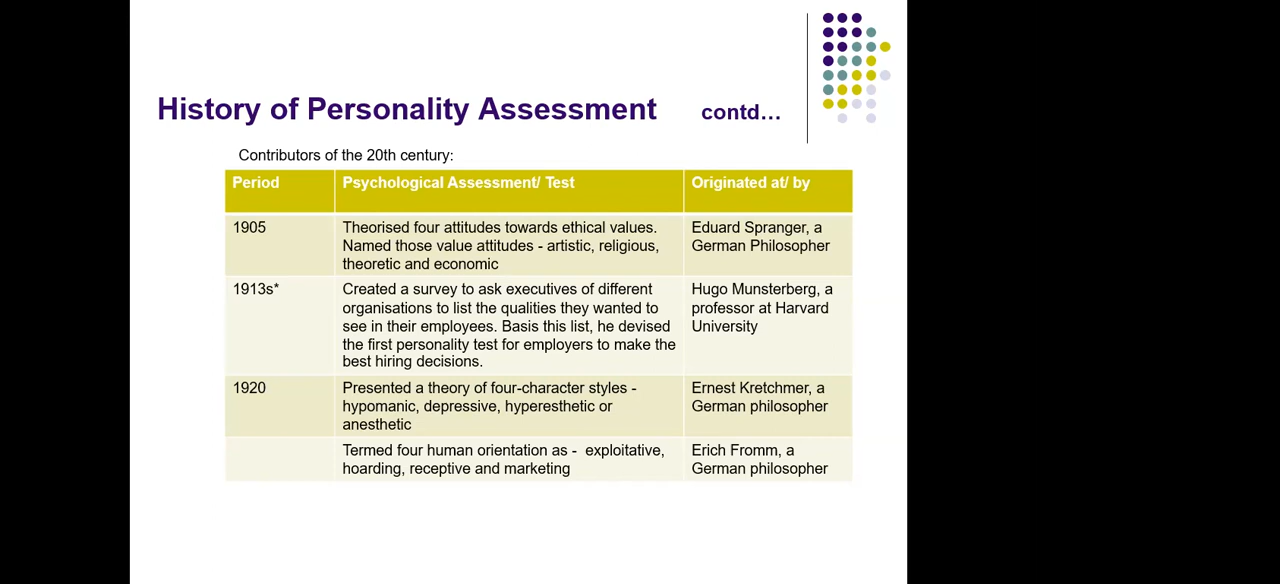 History of Personality Assessment contd...
Contributors of the 20th century:
Period Psychological Assessment/ Test Originated at/ by
1905 Theorised four attitudes towards ethical values. Eduard Spranger, a
Named those value attitudes - artistic, religious, German Philosopher
theoretic and economic
1913s* Created a survey to ask executives of different Hugo Munsterberg, a
organisations to list the qualities they wanted to professor at Harvard
see in their employees. Basis this list, he devised University
the first personality test for employers to make the
best hiring decisions.
1920 Presented a theory of four-character styles - Ernest Kretchmer, a
hypomanic, depressive, hyperesthetic or German philosopher
anesthetic
Termed four human orientation as - exploitative, Erich Fromm, a
hoarding, receptive and marketing German philosopher